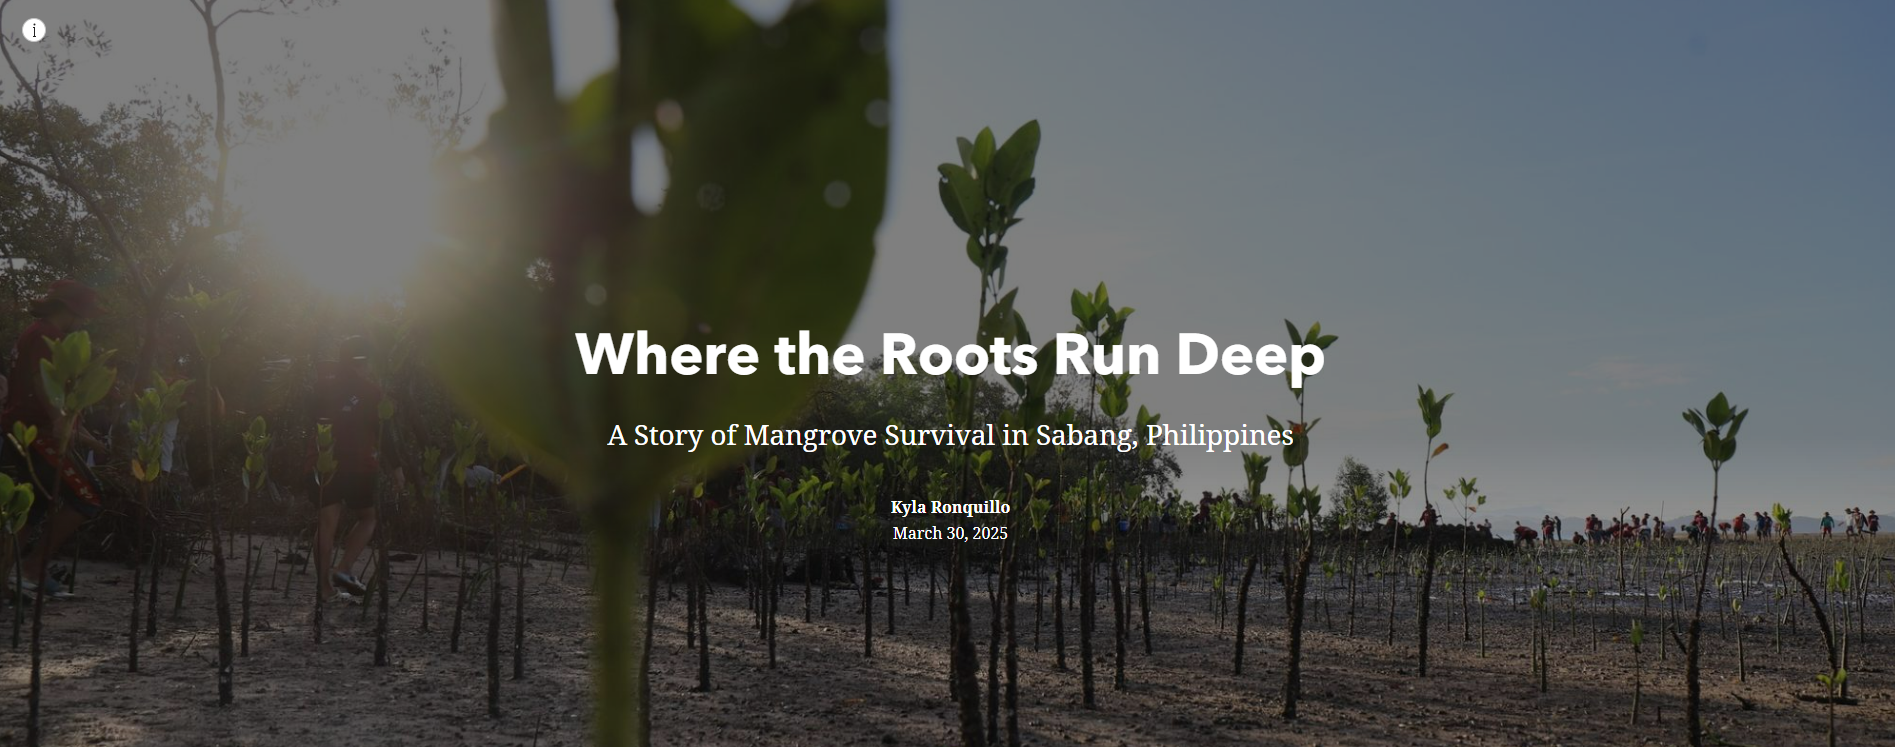 i
Where the Roots Run Deep
A Story of Mangrove Survival in Sabang, Philippines
Kyla Ronquillo
March 30, 2025